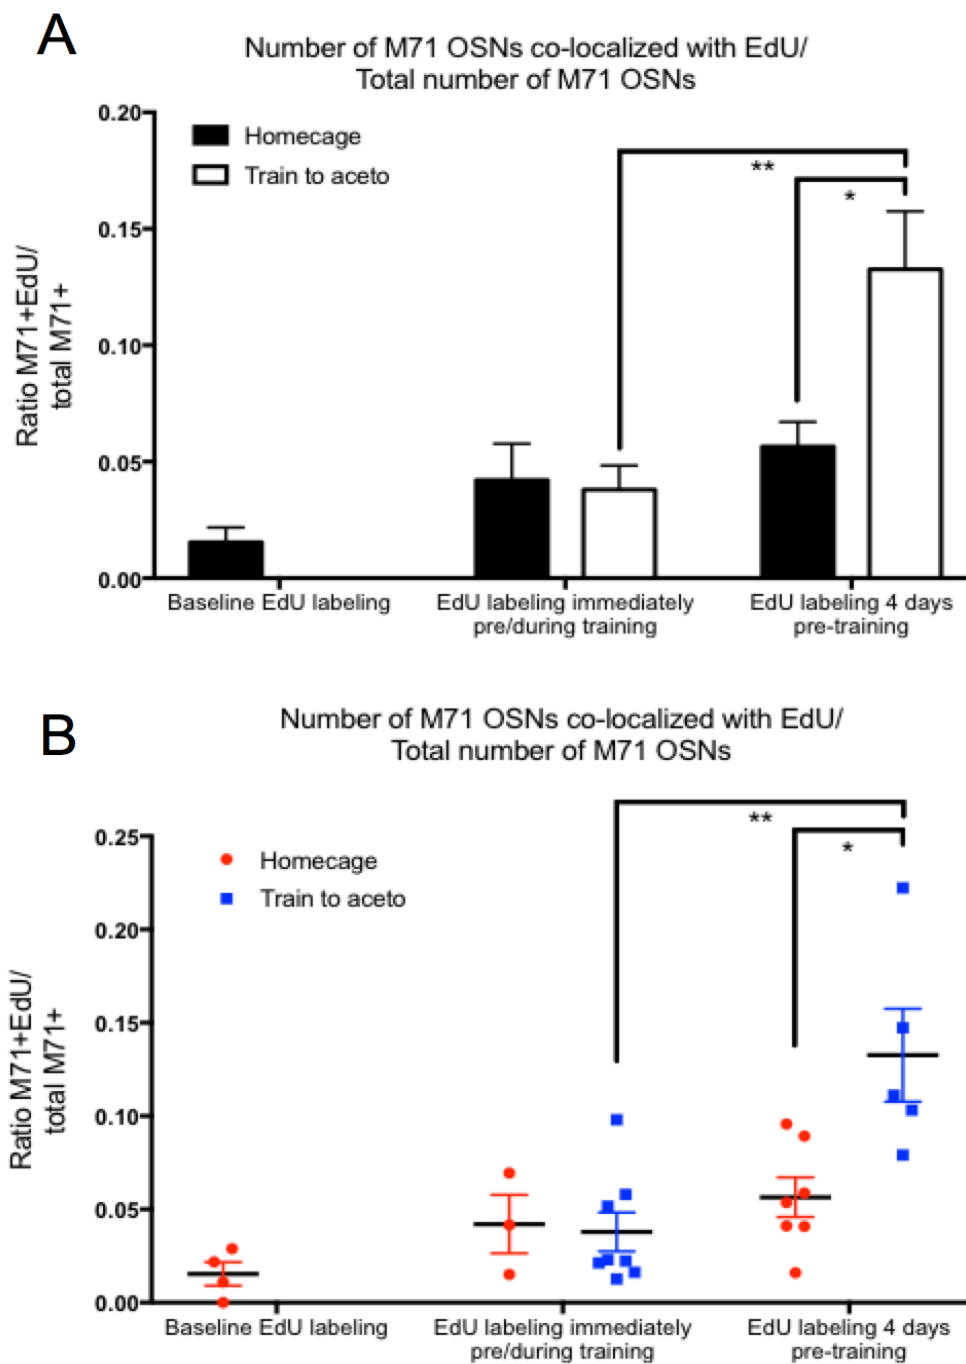 A
Number of M71 OSNs co-localized with EdU/
Total number of M71 OSNs
Ratio M71+EdU/
total M71+
0.20
0.15
0.10
0.05
0.00
Homecage
Train to aceto
**
*
Baseline EdU labeling
EdU labeling immediately
pre/during training
EdU labeling 4 days
pre-training
B
Number of M71 OSNs co-localized with EdU/
Total number of M71 OSNs
Ratio M71+EdU/
total M71+
0.25
0.20
0.15
0.10
0.05
0.00
Homecage
Train to aceto
**
*
Baseline EdU labeling
EdU labeling immediately
pre/during training
EdU labeling 4 days
pre-training